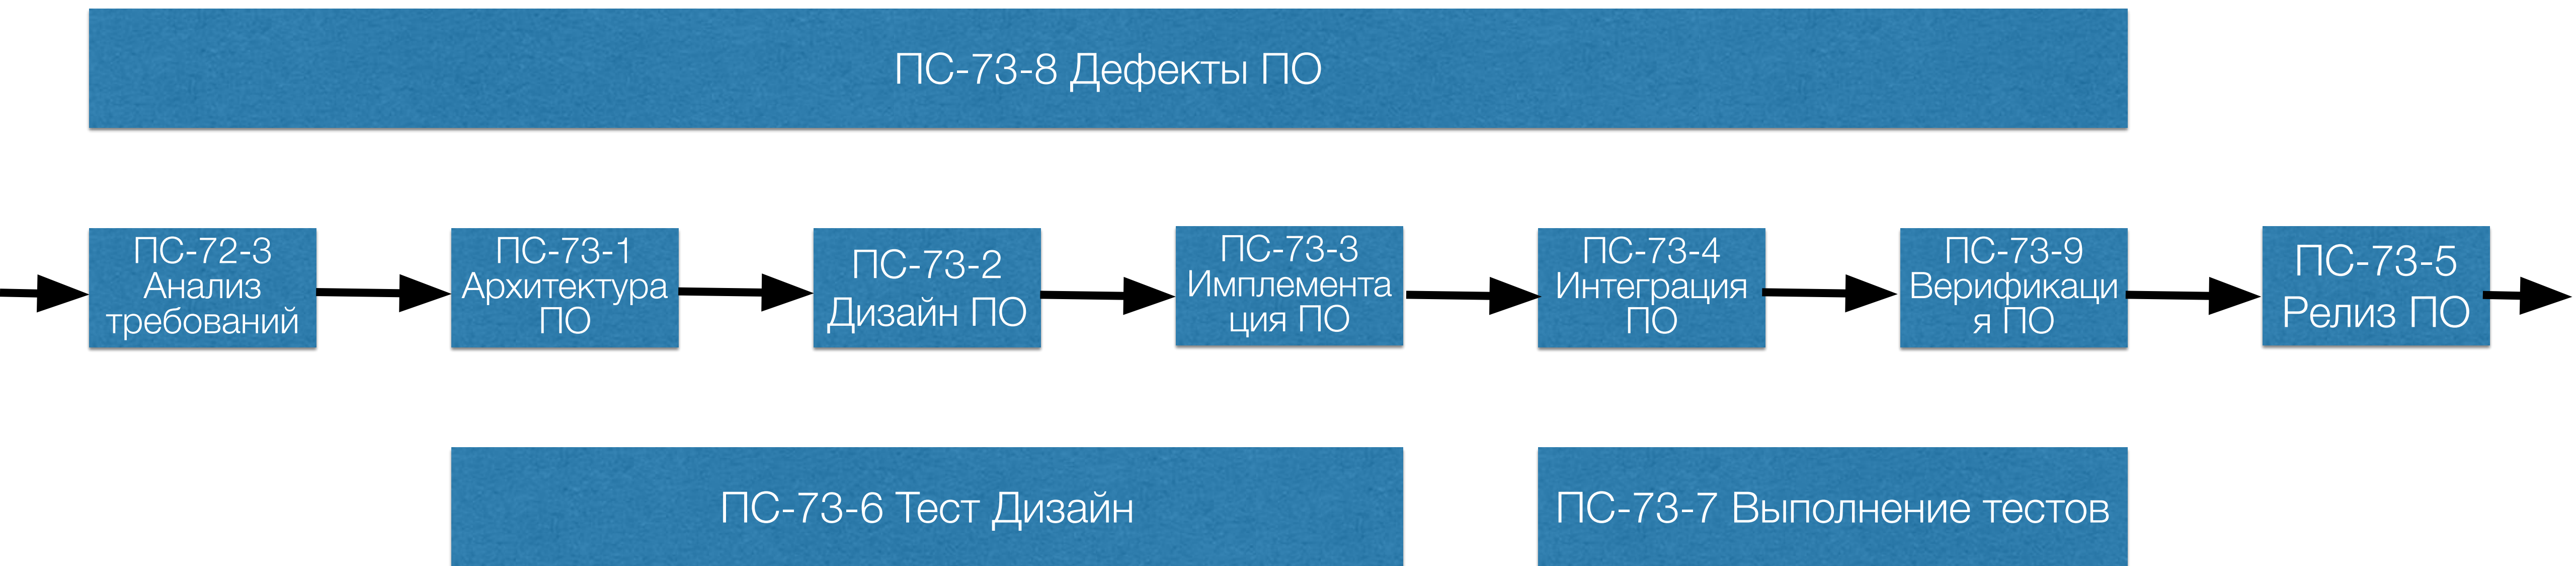 ПС-73-8 Дефекты ПО
ПС-72-3
Анализ
требований
ПС-73-1
Архитектура
ПО
ПС-73-2
Дизайн ПО
ПС-73-3
Имплемента
ция ПО
ПС-73-4
Интеграция
ПО
ПС-73-9
Верификаци
я ПО
ПС-73-5
Релиз ПО
ПС-73-6 Тест Дизайн
ПС-73-7 Выполнение тестов